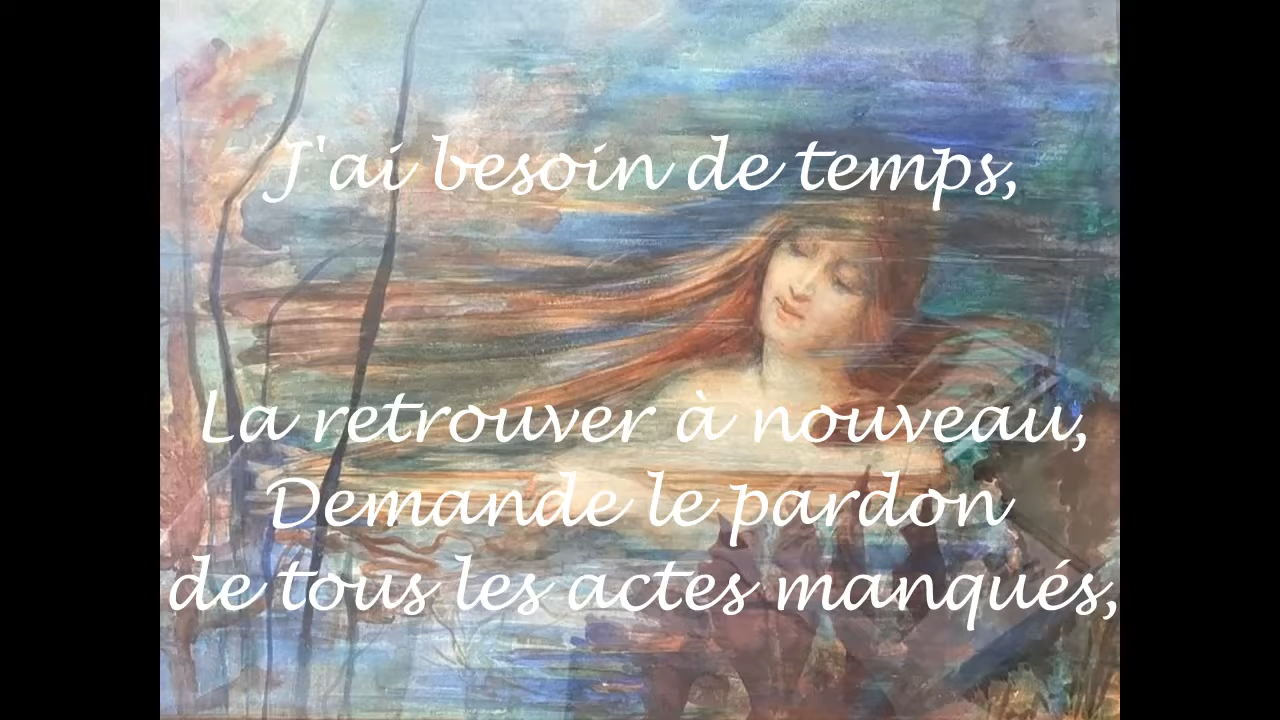 J'ai besoin de temps,
La retrouver à nouveau,
Demande le pardon
de tous les actes manqués,